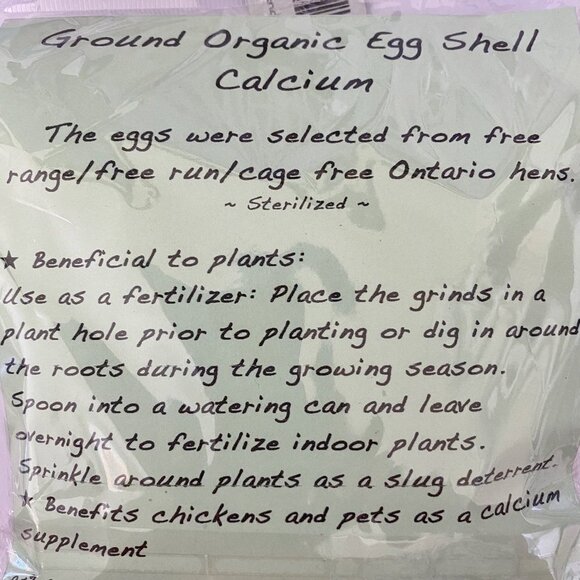 Ground Organic Egg Shell
Calcium
The eggs were selected from free
range/free run/cage free Ontario hens.
~ Sterilized ~
★ Beneficial to plants:
Use as a fertilizer: Place the grinds in a
plant hole prior to planting or dig in around
the roots during the growing season.
Spoon into a watering can and leave
overnight to fertilize indoor plants.
Sprinkle around plants as a slug deterrent.
★ Benefits chickens and pets as a calcium
supplement